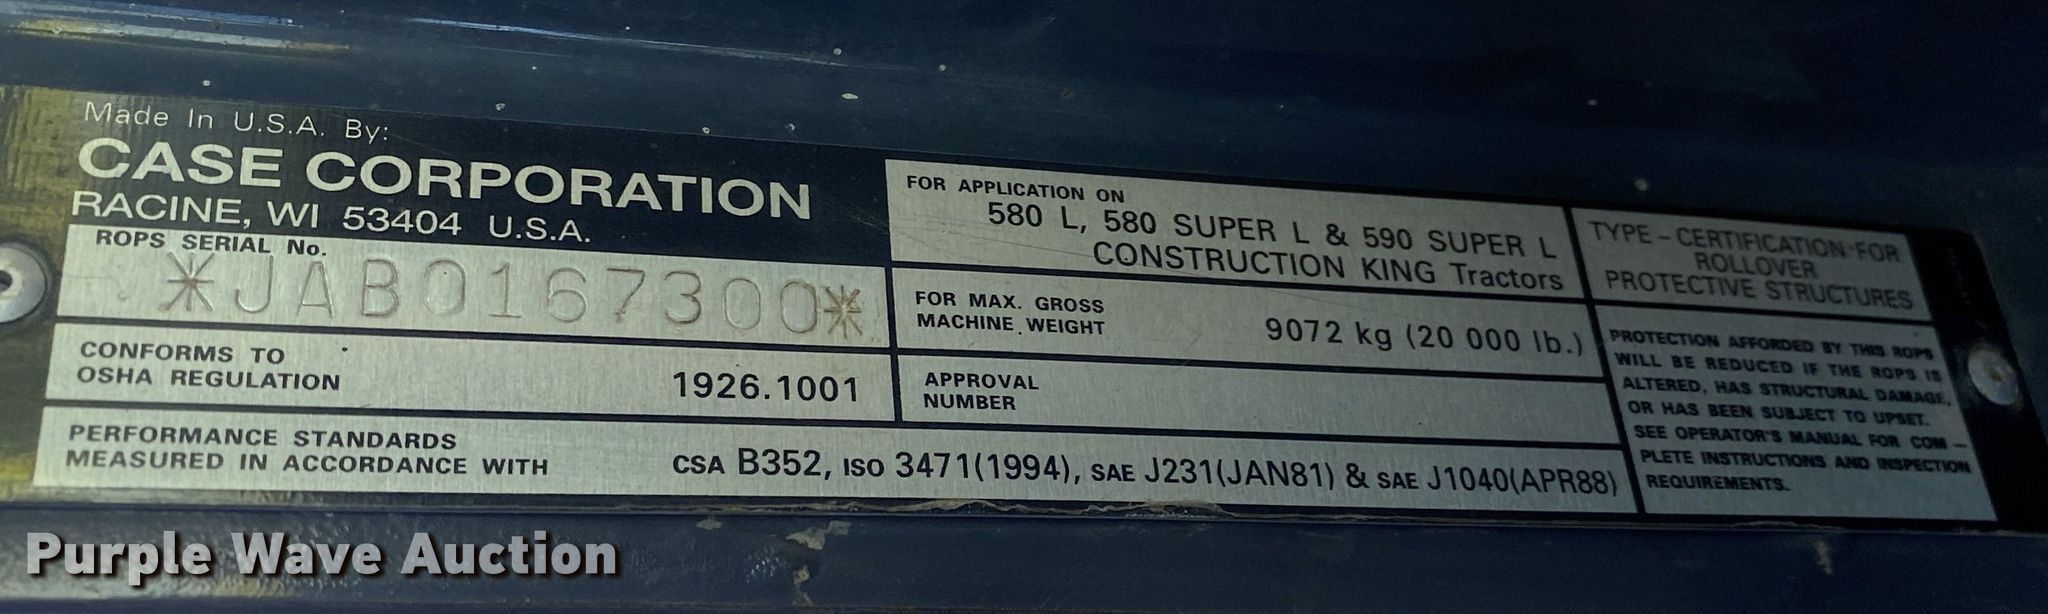 Made In U.S.A. By:
CASE CORPORATION
RACINE, WI 53404 U.S.A.
ROPS SERIAL No.
*JAB0167300*
CONFORMS TO
OSHA REGULATION 1926.1001
PERFORMANCE STANDARDS
MEASURED IN ACCORDANCE WITH CSA B352, ISO 3471(1994), SAE J231(JAN81) & SAE J1040(APR88)
FOR APPLICATION ON
580 L, 580 SUPER L & 590 SUPER L
CONSTRUCTION KING Tractors
FOR MAX. GROSS
MACHINE WEIGHT 9072 kg (20 000 lb.)
APPROVAL
NUMBER
TYPE - CERTIFICATION FOR
ROLLOVER
PROTECTIVE STRUCTURES
PROTECTION AFFORDED BY THIS ROPS
WILL BE REDUCED IF THE ROPS IS
ALTERED, HAS STRUCTURAL DAMAGE,
OR HAS BEEN SUBJECT TO UPSET.
SEE OPERATOR'S MANUAL FOR COM-
PLETE INSTRUCTIONS AND INSPECTION
REQUIREMENTS.
Purple Wave Auction